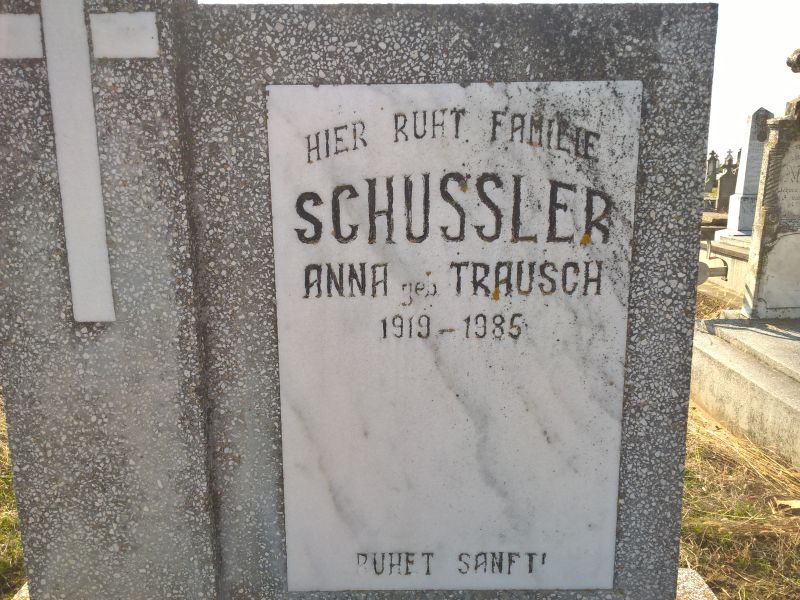 HIER RUHT FAMILIE
SCHUSSLER
ANNA geb. TRAUSCH
1919 - 1985
RUHET SANFT!